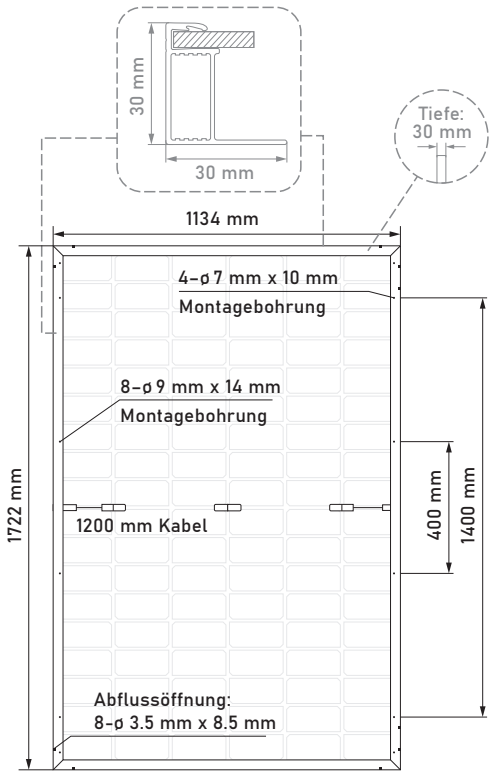 30 mm
30 mm
Tiefe:
30 mm
1134 mm
4-ø 7 mm x 10 mm
Montagebohrung
8-ø 9 mm x 14 mm
Montagebohrung
1722 mm
1200 mm Kabel
400 mm
1400 mm
Abflussöffnung:
8-ø 3.5 mm x 8.5 mm